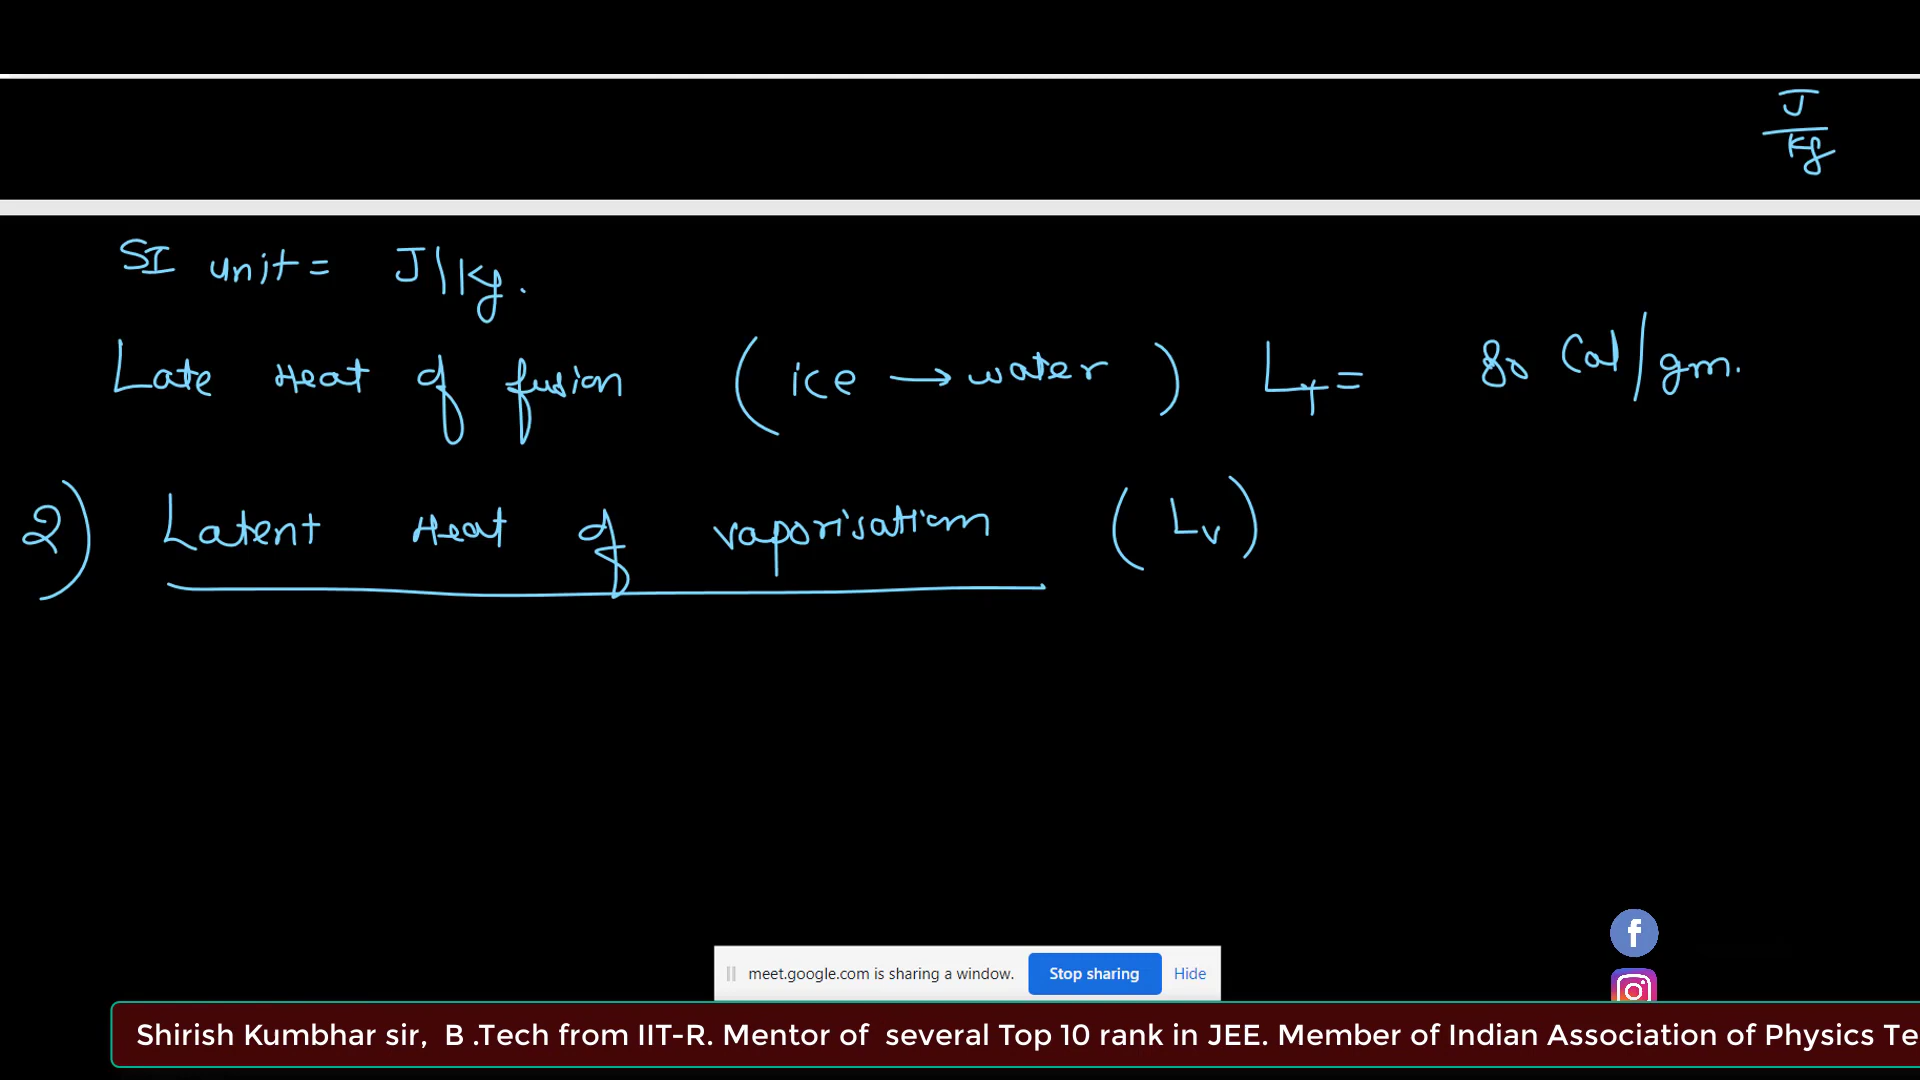 J
kg
SI unit = J\kg.
Late Heat of fusion (ice → water) Lf = 80 Cal/gm.
2) Latent Heat of vaporisation (Lv)
meet.google.com is sharing a window. Stop sharing Hide
Shirish Kumbhar sir, B .Tech from IIT-R. Mentor of several Top 10 rank in JEE. Member of Indian Association of Physics Te